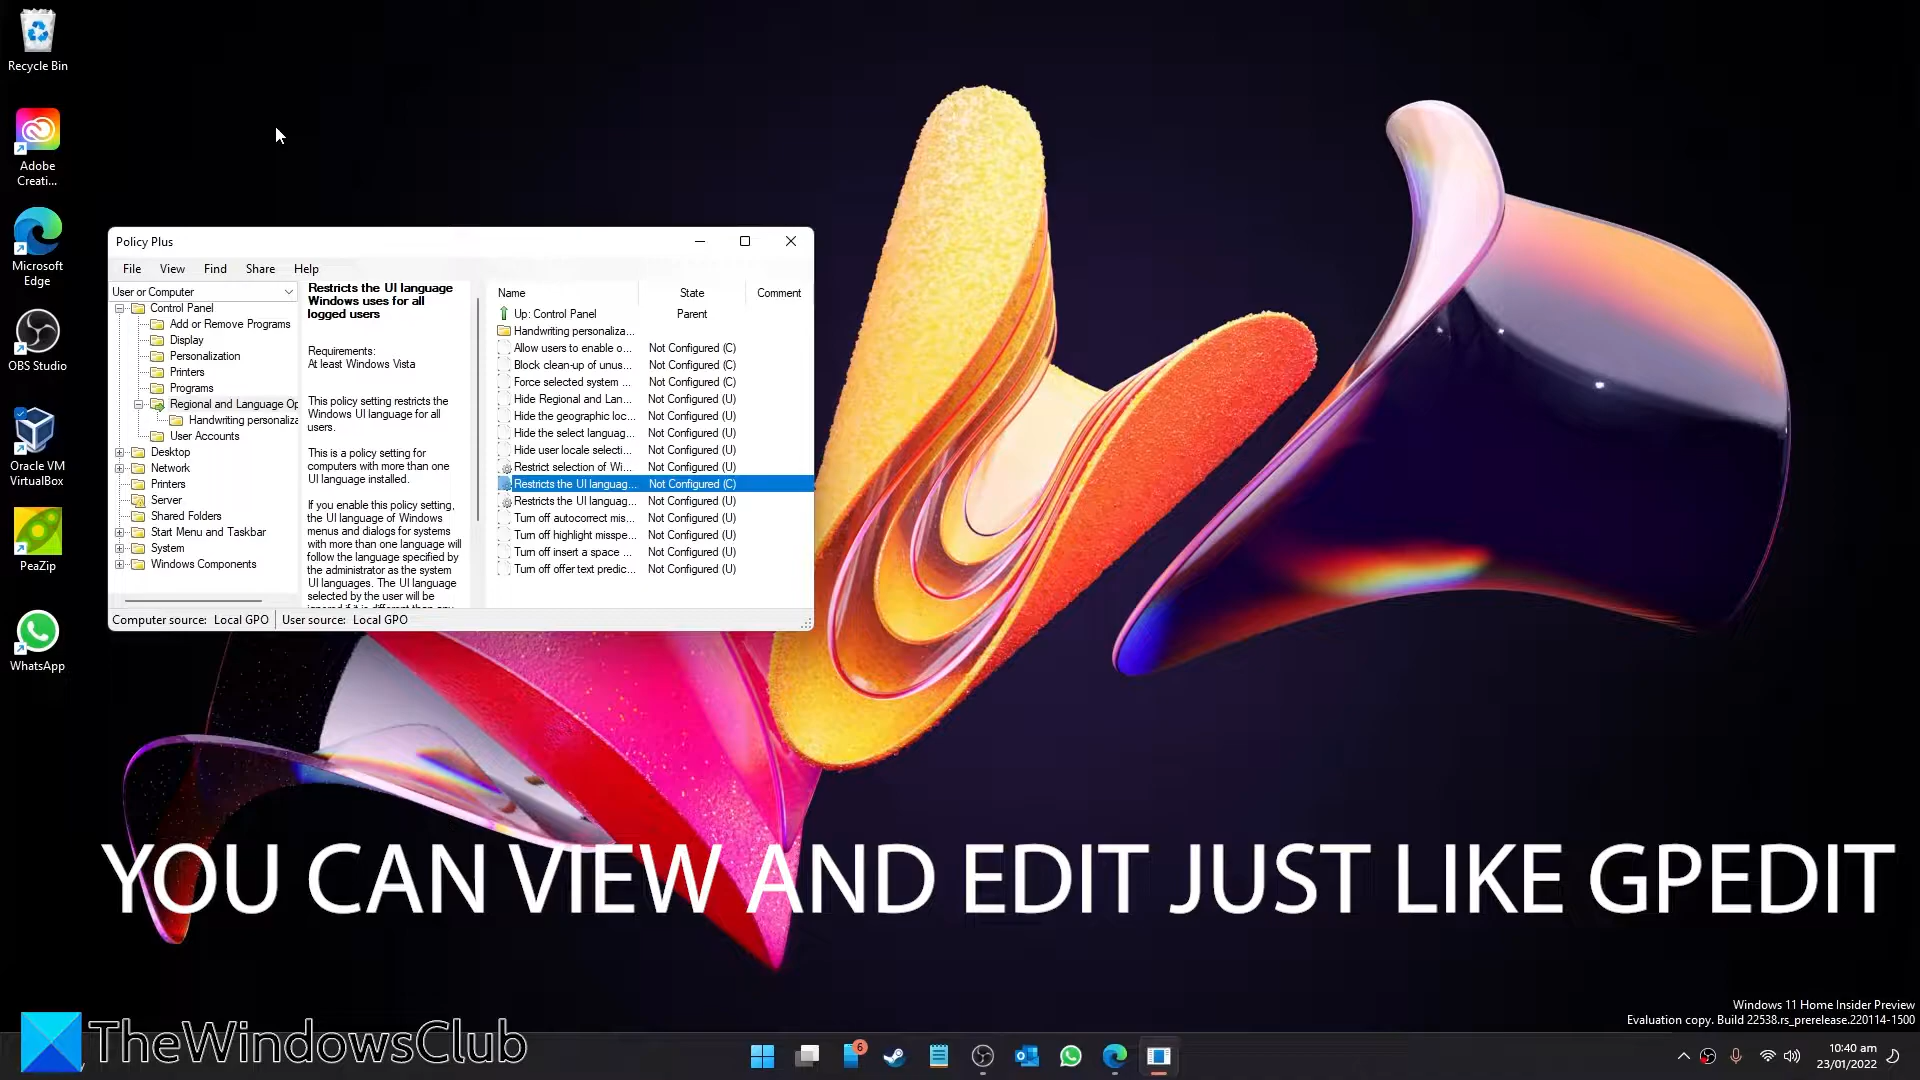 Recycle Bin
Adobe
Creati...
Microsoft
Edge
OBS Studio
Oracle VM
VirtualBox
PeaZip
WhatsApp
Policy Plus
File View Find Share Help
User or Computer
Control Panel
Add or Remove Programs
Display
Personalization
Printers
Programs
Regional and Language Op
Handwriting personaliza
User Accounts
Desktop
Network
Printers
Server
Shared Folders
Start Menu and Taskbar
System
Windows Components
Restricts the UI language
Windows uses for all
logged users
Requirements:
At least Windows Vista
This policy setting restricts the
Windows UI language for all
users.
This is a policy setting for
computers with more than one
UI language installed.
If you enable this policy setting,
the UI language of Windows
menus and dialogs for systems
with more than one language will
follow the language specified by
the administrator as the system
UI languages. The UI language
selected by the user will be
ignored if it is different than any
Name State Comment
Up: Control Panel Parent
Handwriting personaliza...
Allow users to enable o... Not Configured (C)
Block clean-up of unus... Not Configured (C)
Force selected system ... Not Configured (C)
Hide Regional and Lan... Not Configured (U)
Hide the geographic loc... Not Configured (U)
Hide the select languag... Not Configured (U)
Hide user locale selecti... Not Configured (U)
Restrict selection of Wi... Not Configured (U)
Restricts the UI languag... Not Configured (C)
Restricts the UI languag... Not Configured (U)
Turn off autocorrect mis... Not Configured (U)
Turn off highlight misspe... Not Configured (U)
Turn off insert a space ... Not Configured (U)
Turn off offer text predic... Not Configured (U)
Computer source: Local GPO User source: Local GPO
YOU CAN VIEW AND EDIT JUST LIKE GPEDIT
Windows 11 Home Insider Preview
Evaluation copy. Build 22538.rs_prerelease.220114-1500
TheWindowsClub
6
10:40 am
23/01/2022